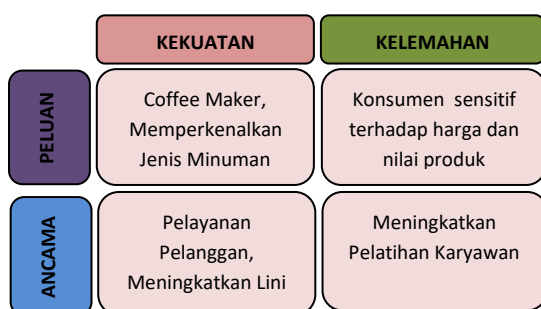 KEKUATAN
KELEMAHAN
PELUAN
Coffee Maker,
Memperkenalkan
Jenis Minuman
Konsumen sensitif
terhadap harga dan
nilai produk
ANCAMA
Pelayanan
Pelanggan,
Meningkatkan Lini
Meningkatkan
Pelatihan Karyawan